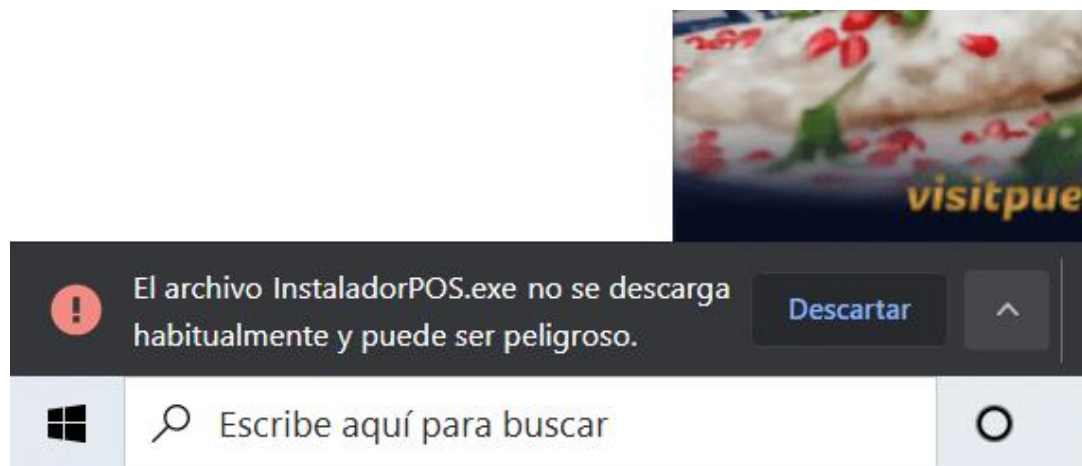 visitpue
El archivo InstaladorPOS.exe no se descarga
habitualmente y puede ser peligroso.
Descartar
Escribe aquí para buscar